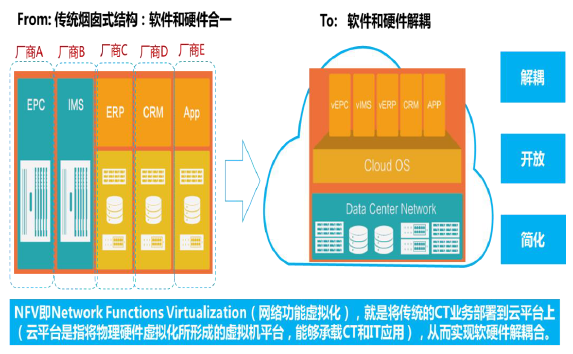 From: 传统烟囱式结构：软件和硬件合一
To: 软件和硬件解耦
厂商A 厂商B 厂商C 厂商D 厂商E
EPC IMS ERP CRM App
vEPC vIMS vERP CRM APP
Cloud OS
Data Center Network
解耦
开放
简化
NFV即Network Functions Virtualization（网络功能虚拟化），就是将传统的CT业务部署到云平台上
（云平台是指将物理硬件虚拟化所形成的虚拟机平台，能够承载CT和IT应用），从而实现软硬件解耦合。